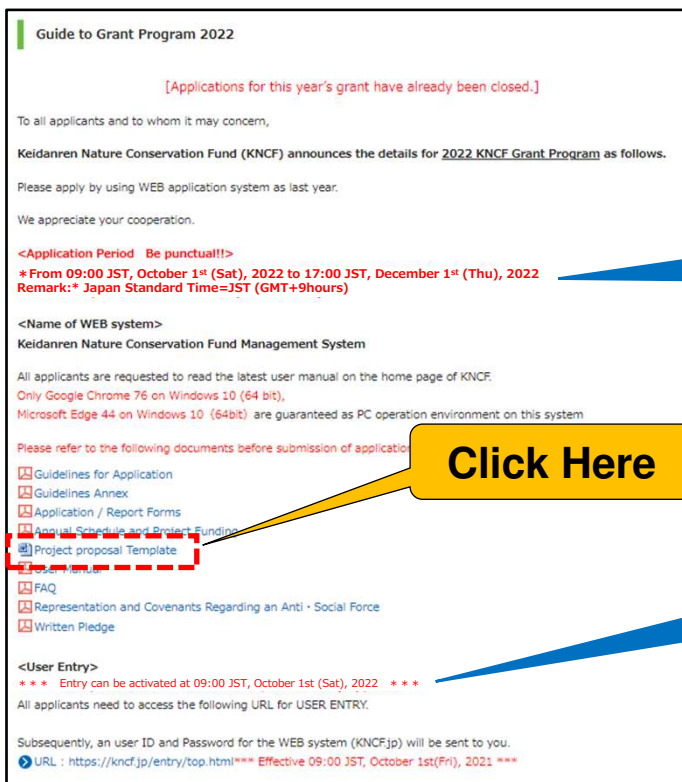 Guide to Grant Program 2022
[Applications for this year's grant have already been closed.]
To all applicants and to whom it may concern,
Keidanren Nature Conservation Fund (KNCF) announces the details for 2022 KNCF Grant Program as follows.
Please apply by using WEB application system as last year.
We appreciate your cooperation.
<Application Period Be punctual!!>
*From 09:00 JST, October 1st (Sat), 2022 to 17:00 JST, December 1st (Thu), 2022
Remark:* Japan Standard Time=JST (GMT+9hours)
<Name of WEB system>
Keidanren Nature Conservation Fund Management System
All applicants are requested to read the latest user manual on the home page of KNCF.
Only Google Chrome 76 on Windows 10 (64 bit),
Microsoft Edge 44 on Windows 10 (64bit) are guaranteed as PC operation environment on this system
Please refer to the following documents before submission of application
Click Here
Guidelines for Application
Guidelines Annex
Application / Report Forms
Annual Schedule and Project Funding
Project proposal Template
User Manual
FAQ
Representation and Covenants Regarding an Anti・Social Force
Written Pledge
<User Entry>
*** Entry can be activated at 09:00 JST, October 1st (Sat), 2022 ***
All applicants need to access the following URL for USER ENTRY.
Subsequently, an user ID and Password for the WEB system (KNCF.jp) will be sent to you.
URL : https://kncf.jp/entry/top.html*** Effective 09:00 JST, October 1st(Fri), 2021 ***